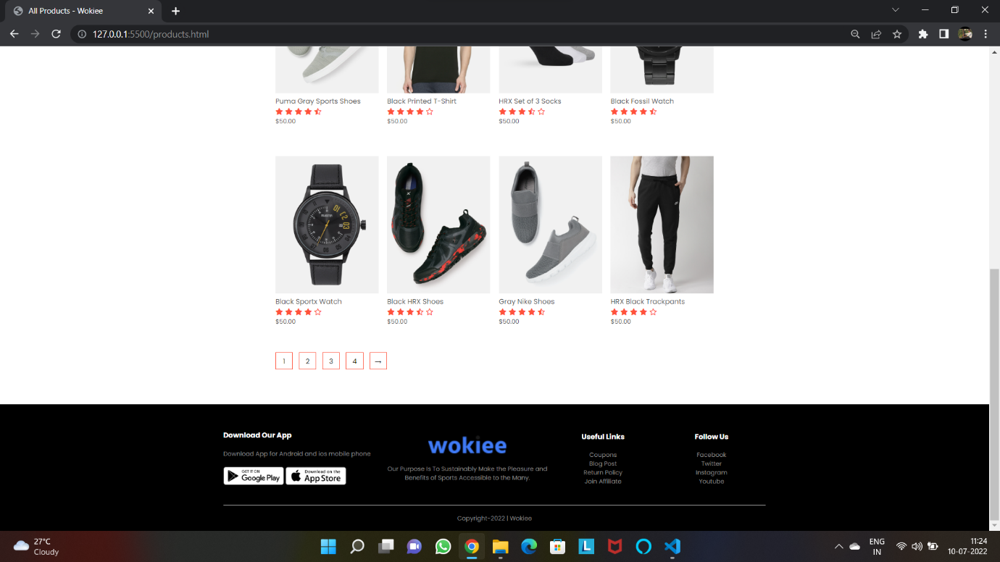 All Products - Wokiee
127.0.0.1:5500/products.html
Puma Gray Sports Shoes
$50.00
Black Printed T-Shirt
$50.00
HRX Set of 3 Socks
$50.00
Black Fossil Watch
$50.00
Black Sportx Watch
$50.00
Black HRX Shoes
$50.00
Gray Nike Shoes
$50.00
HRX Black Trackpants
$50.00
1 2 3 4 →
Download Our App
Download App for Android and ios mobile phone
GET IT ON
Google Play
Download on the
App Store
wokiee
Our Purpose Is To Sustainably Make the Pleasure and
Benefits of Sports Accessible to the Many.
Useful Links
Coupons
Blog Post
Return Policy
Join Affiliate
Follow Us
Facebook
Twitter
Instagram
Youtube
Copyright-2022 | Wokiee
27°C
Cloudy
L
ENG
IN
11:24
10-07-2022